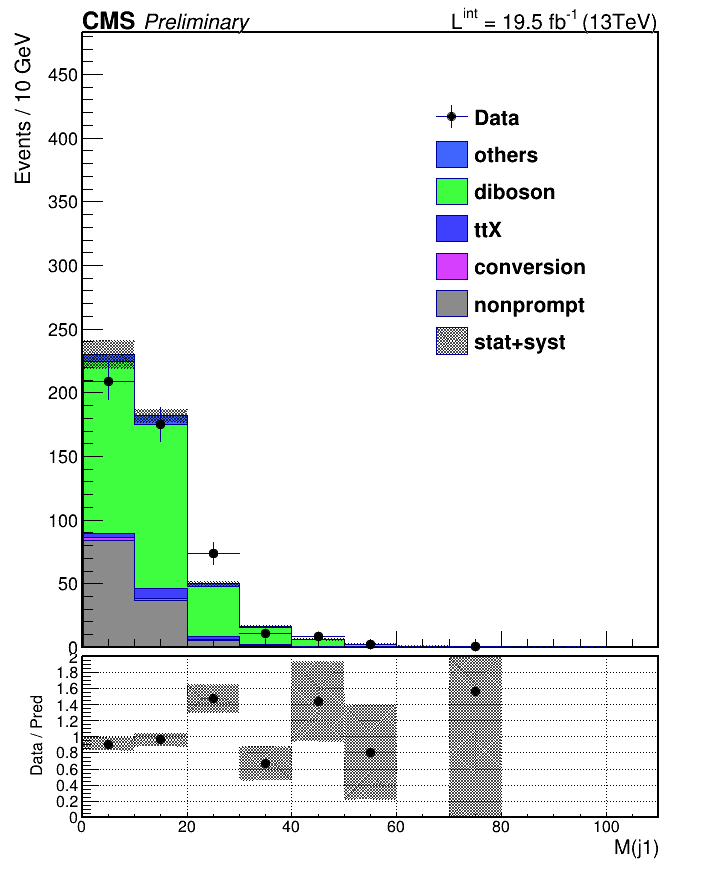 CMS Preliminary L^int = 19.5 fb^-1 (13TeV)
Events / 10 GeV
450
400
350
300
250
200
150
100
50
0
Data
others
diboson
ttX
conversion
nonprompt
stat+syst
Data / Pred
2
1.8
1.6
1.4
1.2
1
0.8
0.6
0.4
0.2
0
0 20 40 60 80 100
M(j1)